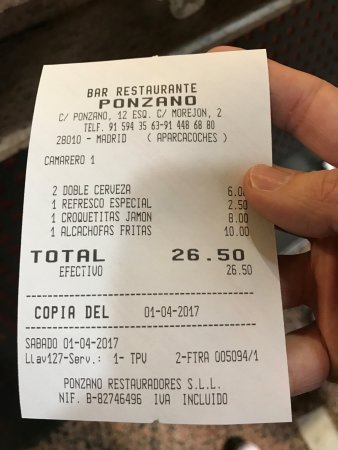 BAR RESTAURANTE
PONZANO
C/ PONZANO, 12 ESQ. C/ MOREJON, 2
TELF. 91 594 35 63-91 448 68 80
28010 - MADRID ( APARCACOCHES )
CAMARERO 1
2 DOBLE CERVEZA 6.00
1 REFRESCO ESPECIAL 2.50
1 CROQUETITAS JAMON 8.00
1 ALCACHOFAS FRITAS 10.00
TOTAL 26.50
EFECTIVO 26.50
COPIA DEL 01-04-2017
SABADO 01-04-2017
LLav127-Serv.: 1- TPV 2-FTRA 005094/1
PONZANO RESTAURADORES S.L.L.
NIF. B-82746496 IVA INCLUIDO